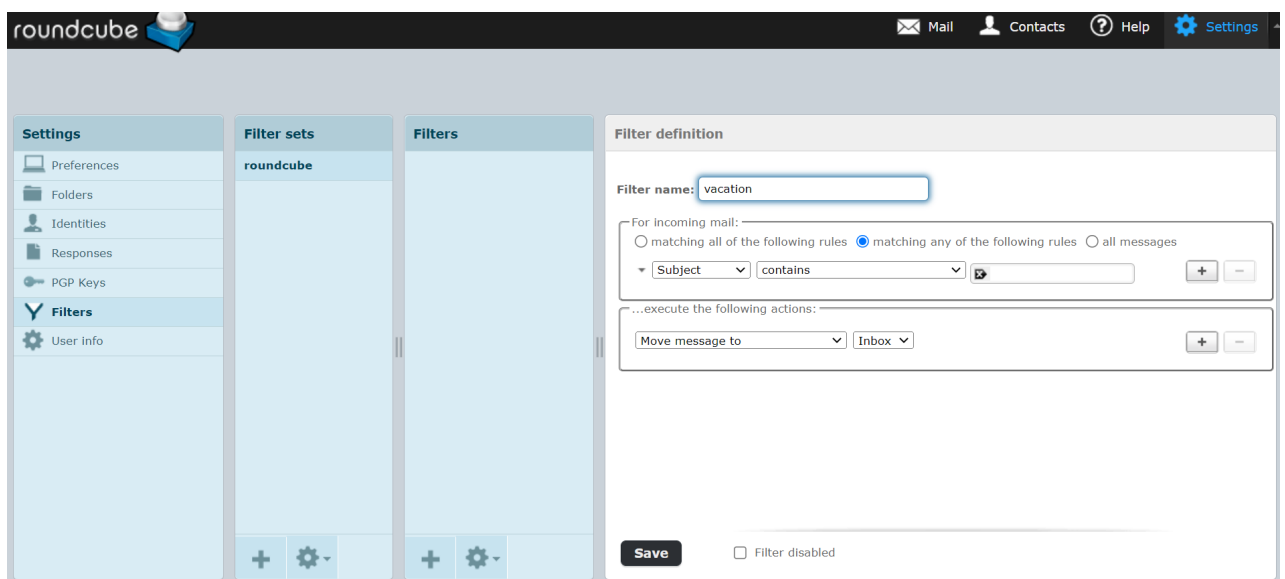 roundcube
Mail Contacts Help Settings
Settings
Preferences
Folders
Identities
Responses
PGP Keys
Filters
User info
Filter sets
roundcube
Filters
Filter definition
Filter name: vacation
For incoming mail:
matching all of the following rules matching any of the following rules all messages
Subject contains
...execute the following actions:
Move message to Inbox
Save Filter disabled